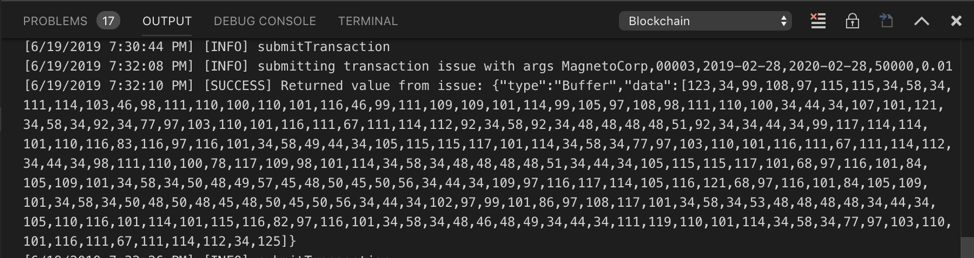 PROBLEMS 17 OUTPUT DEBUG CONSOLE TERMINAL Blockchain
[6/19/2019 7:30:44 PM] [INFO] submitTransaction
[6/19/2019 7:32:08 PM] [INFO] submitting transaction issue with args MagnetoCorp,00003,2019-02-28,2020-02-28,50000,0.01
[6/19/2019 7:32:10 PM] [SUCCESS] Returned value from issue: {"type":"Buffer","data":[123,34,99,108,97,115,115,34,58,34,
111,114,103,46,98,111,110,100,110,101,116,46,99,111,109,109,101,114,99,105,97,108,98,111,110,100,34,44,34,107,101,121,
34,58,34,92,34,77,97,103,110,101,116,111,67,111,114,112,92,34,58,92,34,48,48,48,48,51,92,34,34,44,34,99,117,114,114,
101,110,116,83,116,97,116,101,34,58,49,44,34,105,115,115,117,101,114,34,58,34,77,97,103,110,101,116,111,67,111,114,112,
34,44,34,98,111,110,100,78,117,109,98,101,114,34,58,34,48,48,48,48,51,34,44,34,105,115,115,117,101,68,97,116,101,84,
105,109,101,34,58,34,50,48,49,57,45,48,50,45,50,56,34,44,34,109,97,116,117,114,105,116,121,68,97,116,101,84,105,109,
101,34,58,34,50,48,50,48,45,48,50,45,50,56,34,44,34,102,97,99,101,86,97,108,117,101,34,58,34,53,48,48,48,48,34,44,34,
105,110,116,101,114,101,115,116,82,97,116,101,34,58,34,48,46,48,49,34,44,34,111,119,110,101,114,34,58,34,77,97,103,110,
101,116,111,67,111,114,112,34,125]}